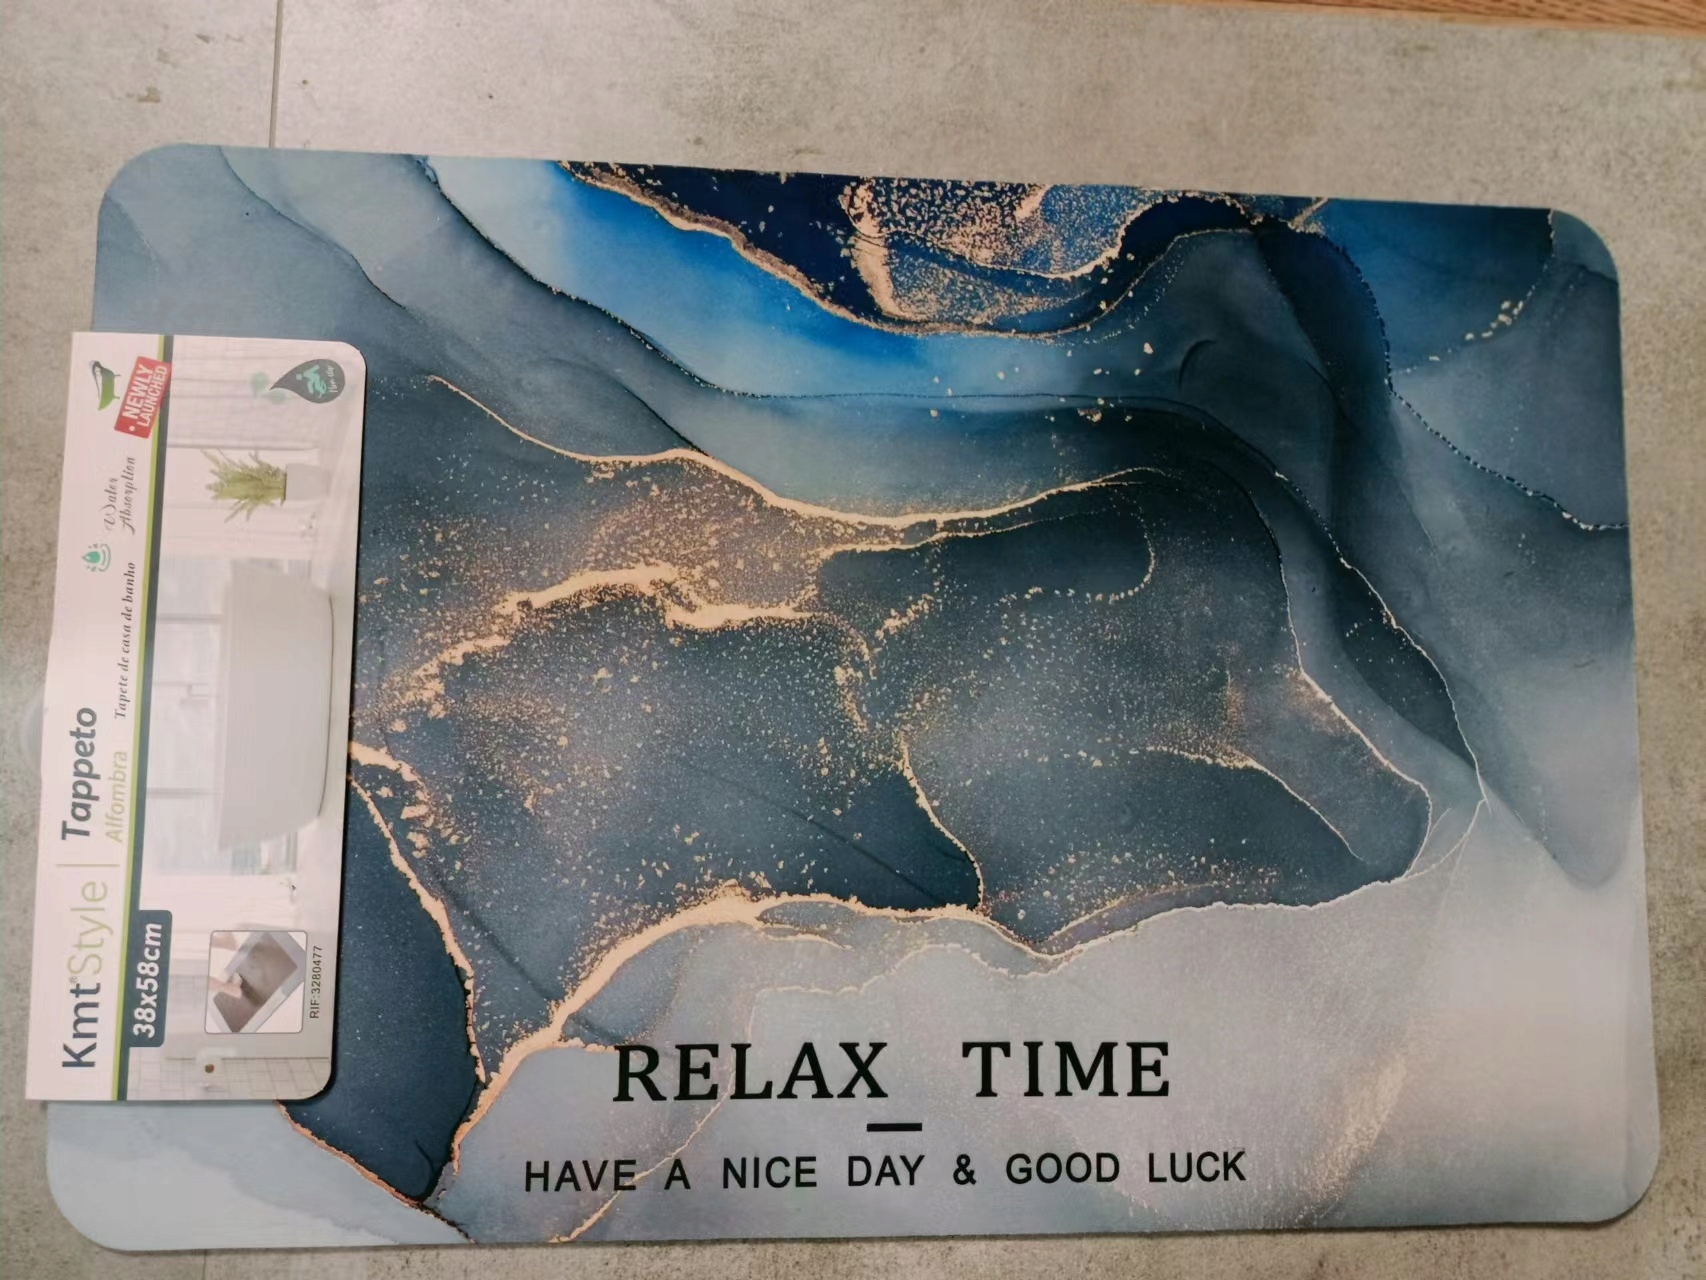 RELAX TIME
HAVE A NICE DAY & GOOD LUCK
Kmt®Style
Tappeto
Alfombra
Tapete de casa de banho
Water
Absorption
NEWLY
LAUNCHED
38x58cm
RIF:3280477